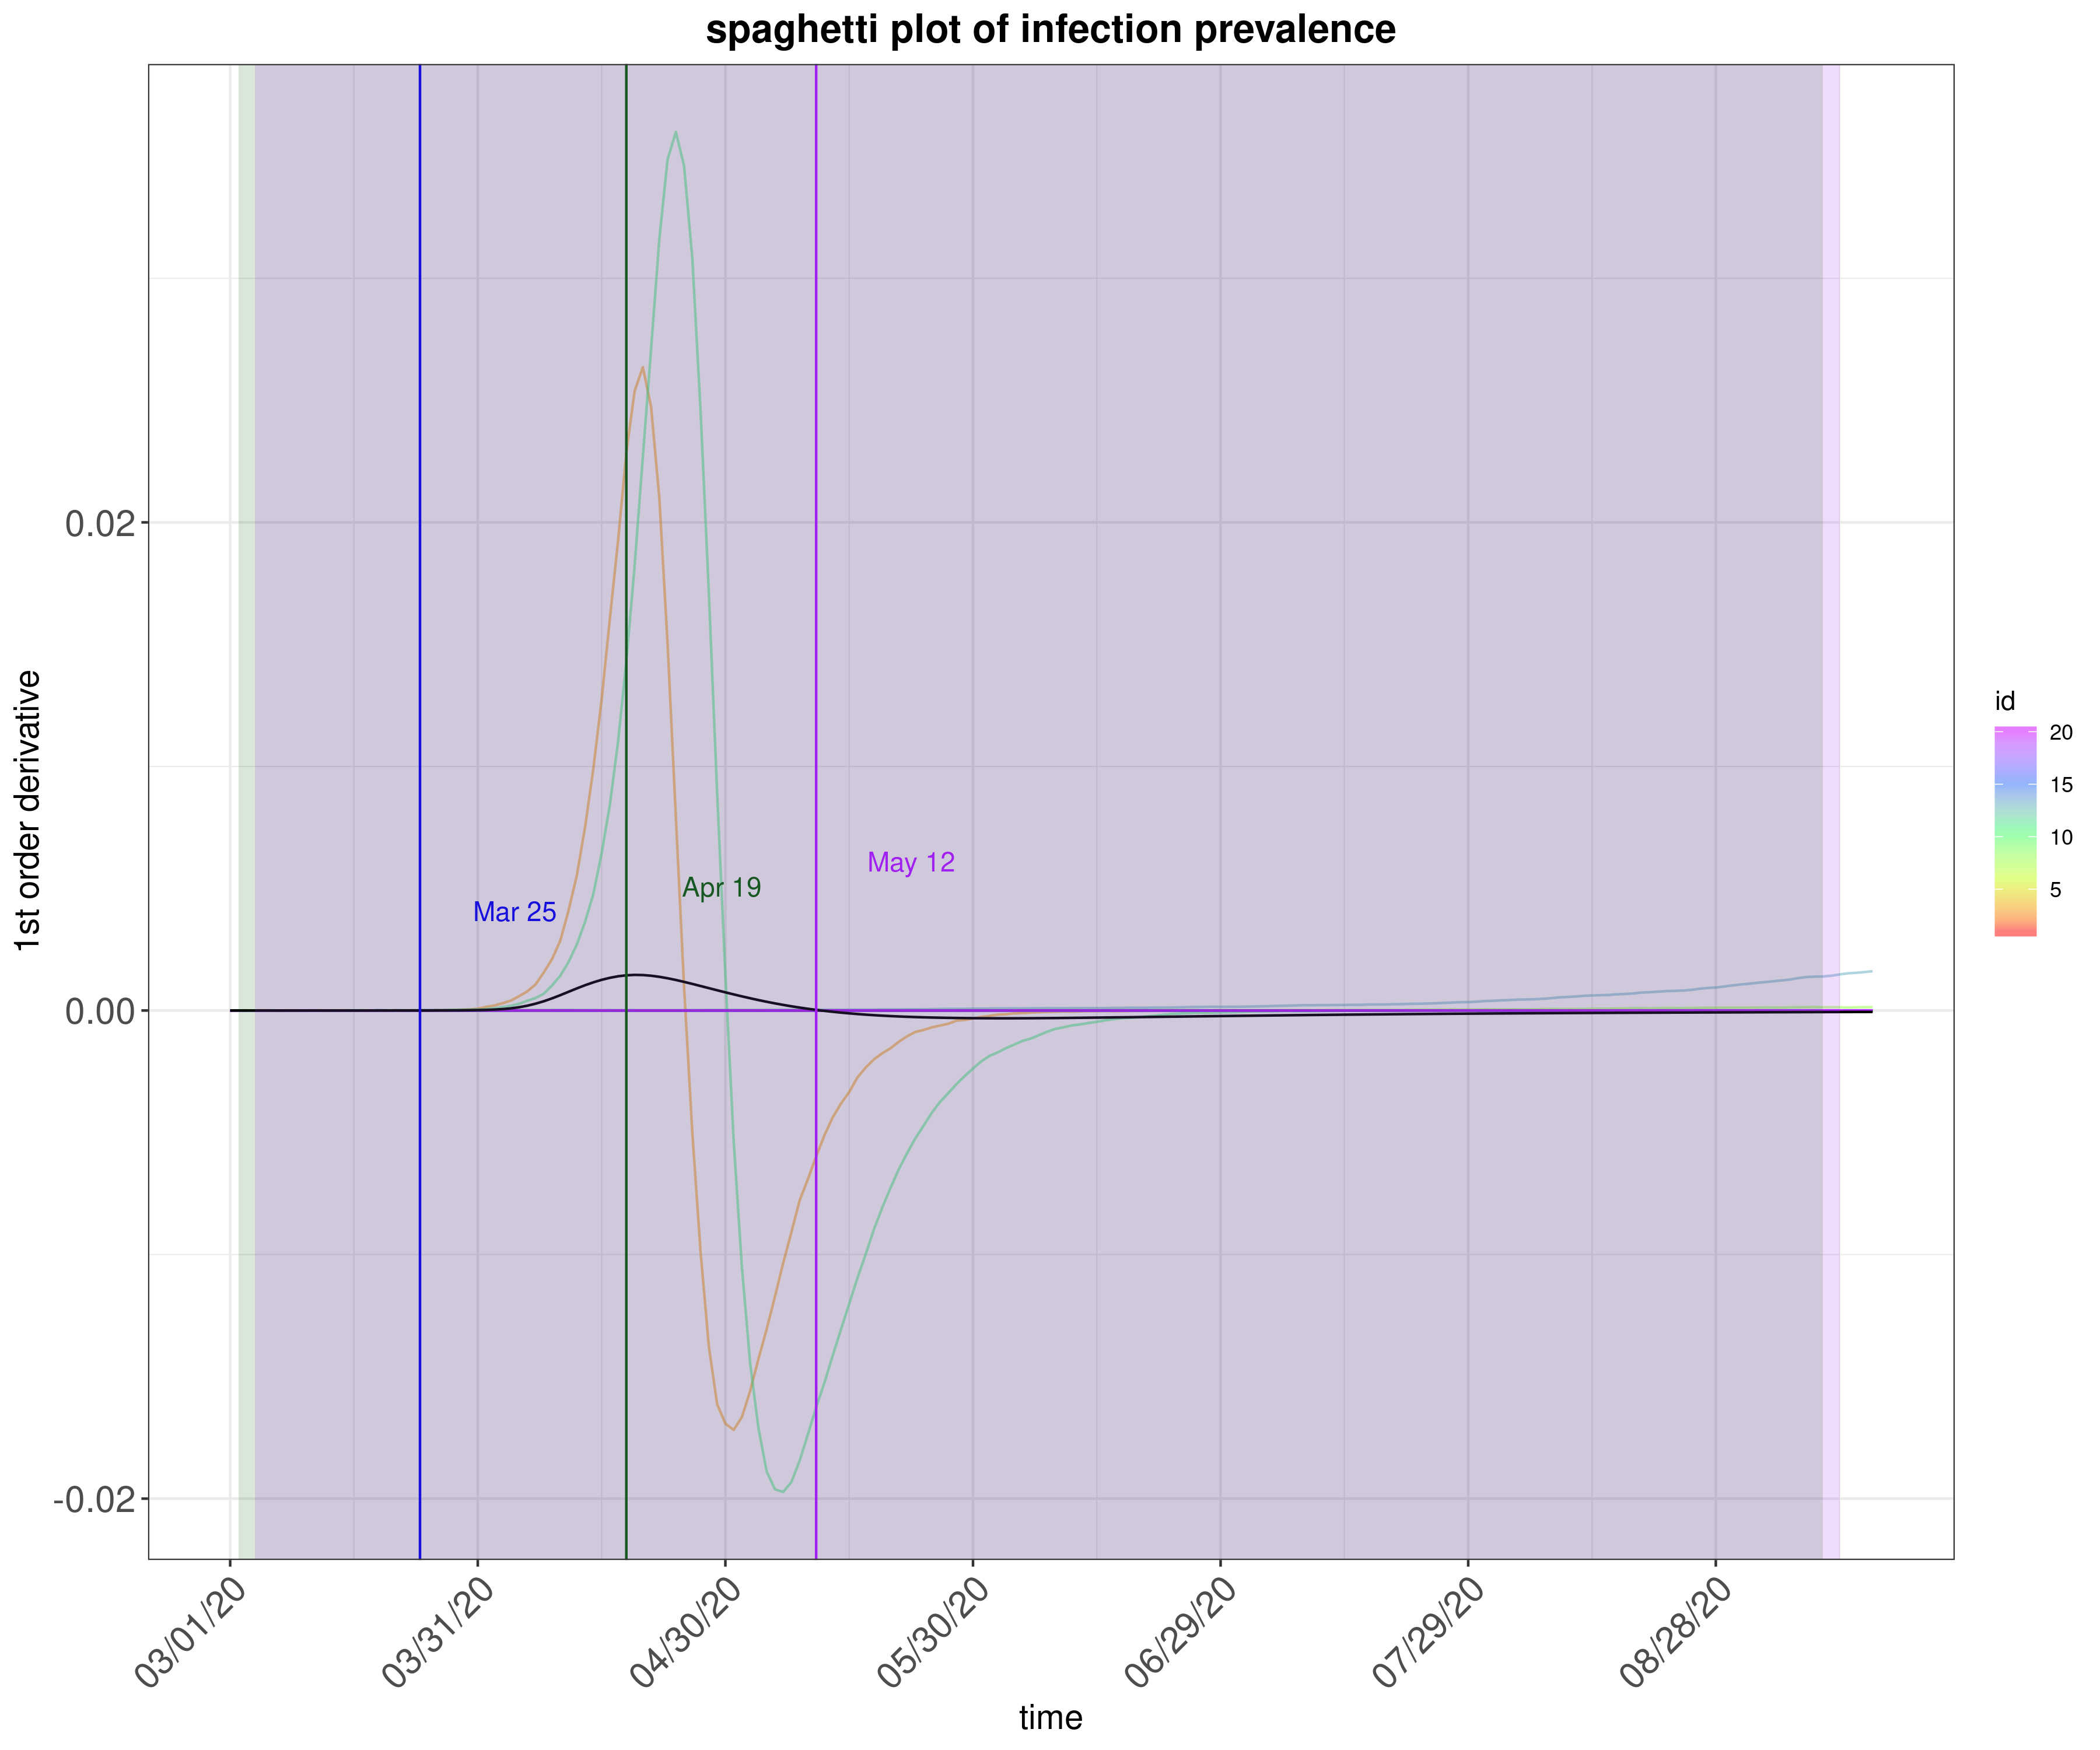 spaghetti plot of infection prevalence
1st order derivative
0.02
0.00
-0.02
Mar 25
Apr 19
May 12
id
20
15
10
5
03/01/20
03/31/20
04/30/20
05/30/20
06/29/20
07/29/20
08/28/20
time